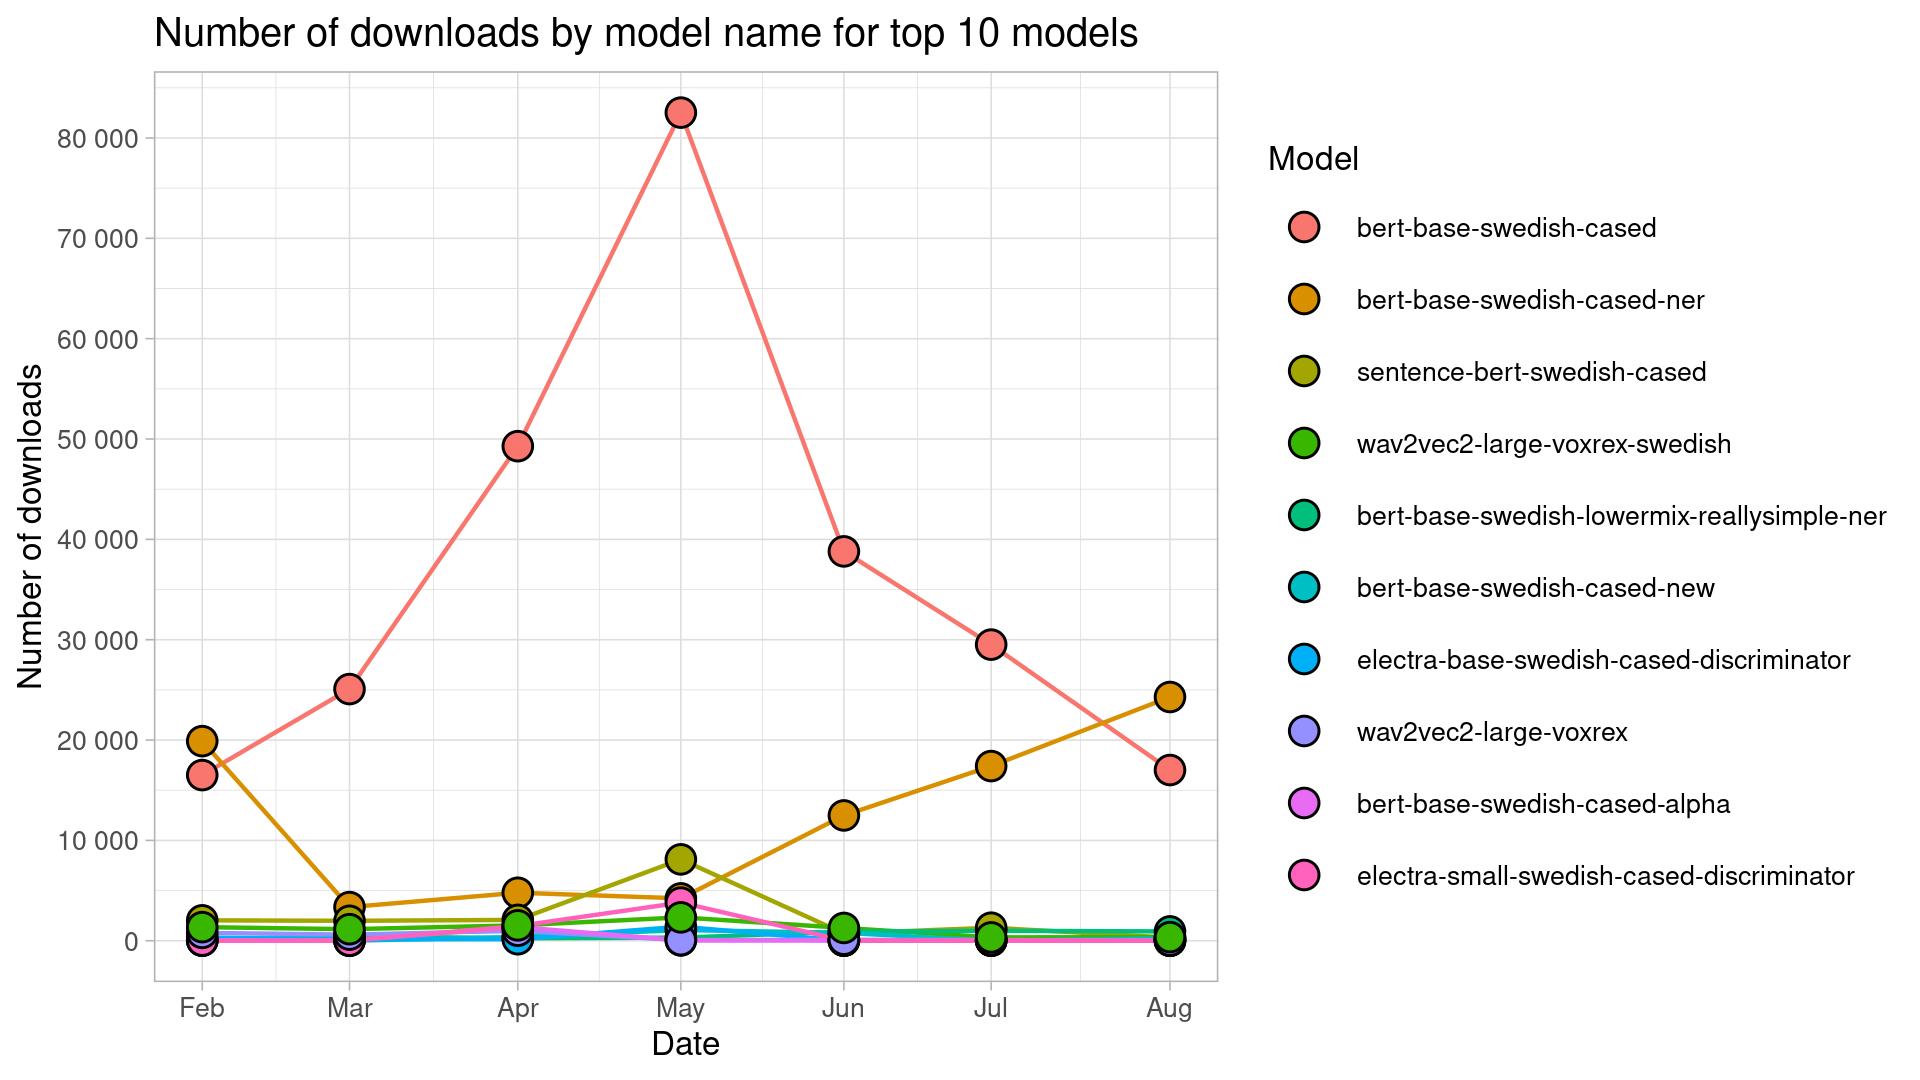 Number of downloads by model name for top 10 models
80 000
70 000
60 000
50 000
40 000
30 000
20 000
10 000
0
Number of downloads
Feb Mar Apr May Jun Jul Aug
Date
Model
bert-base-swedish-cased
bert-base-swedish-cased-ner
sentence-bert-swedish-cased
wav2vec2-large-voxrex-swedish
bert-base-swedish-lowermix-reallysimple-ner
bert-base-swedish-cased-new
electra-base-swedish-cased-discriminator
wav2vec2-large-voxrex
bert-base-swedish-cased-alpha
electra-small-swedish-cased-discriminator